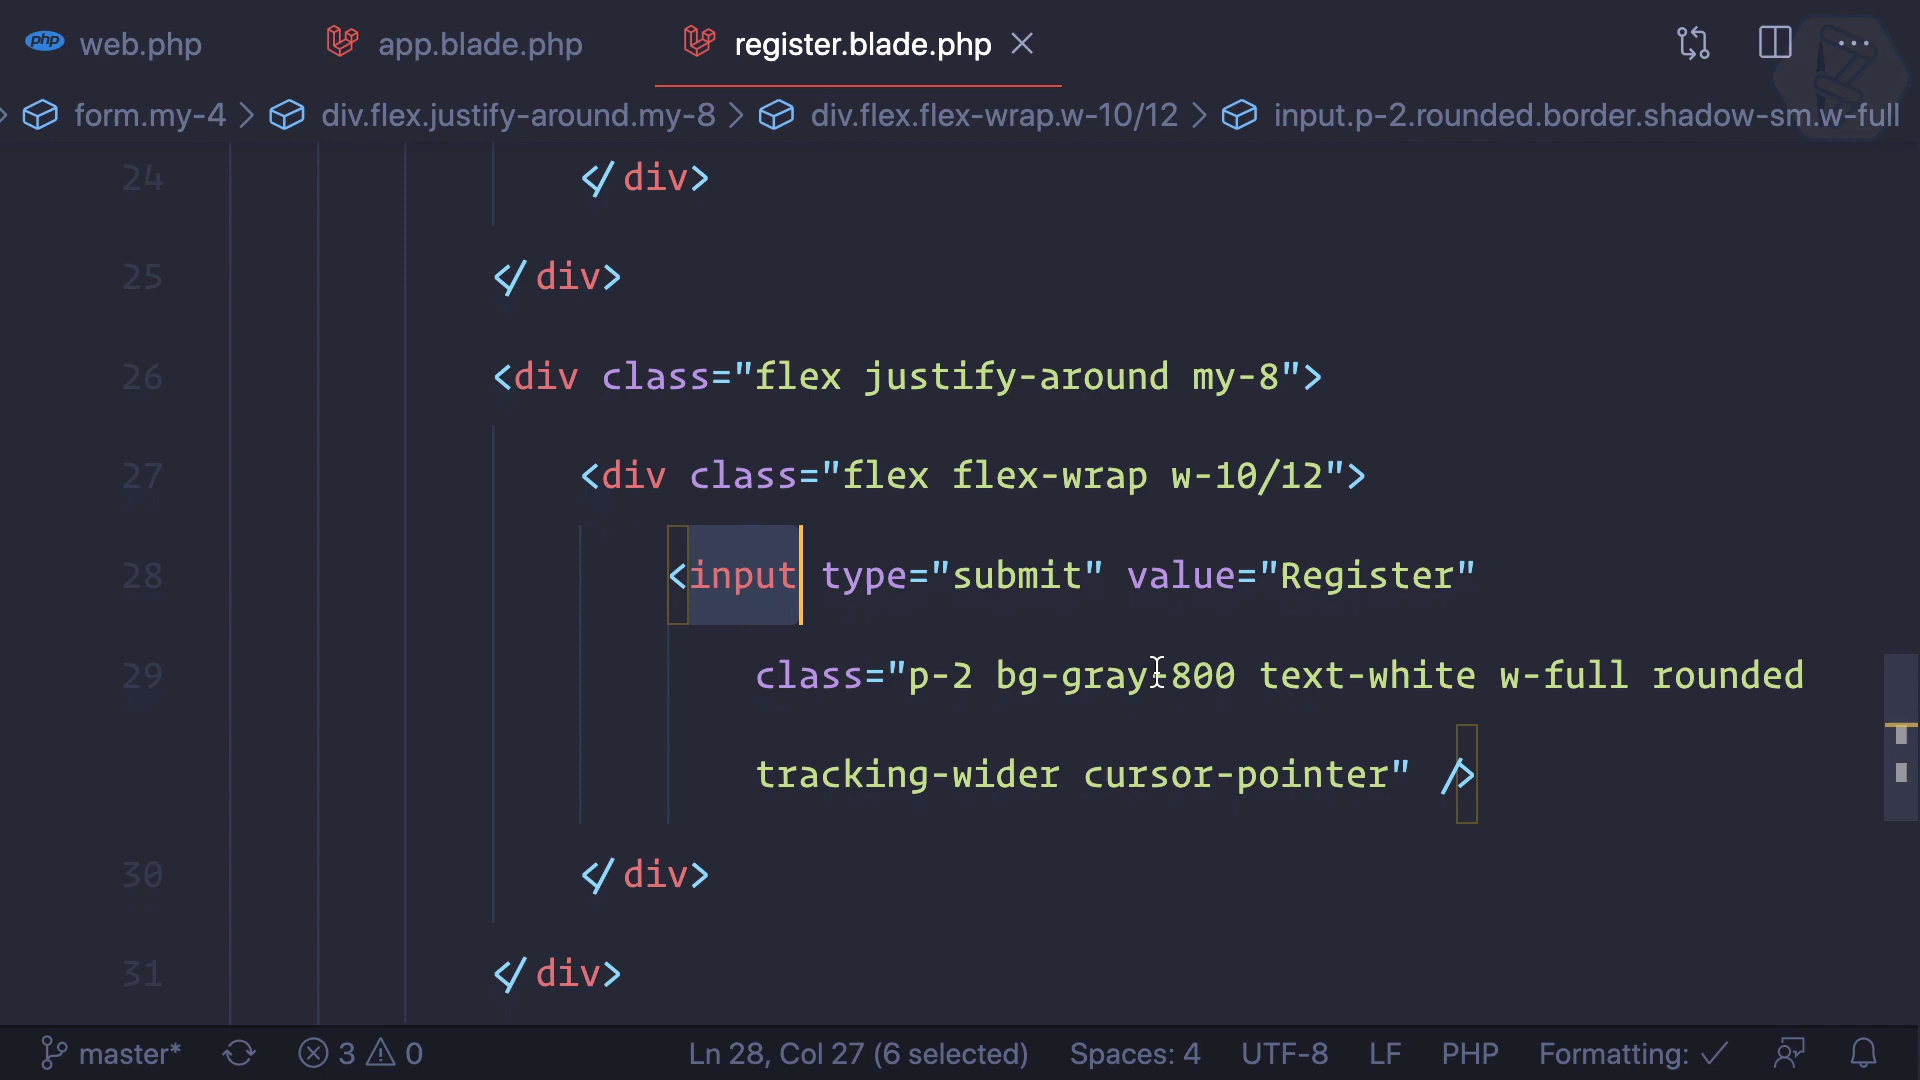 php web.php app.blade.php register.blade.php
form.my-4 > div.flex.justify-around.my-8 > div.flex.flex-wrap.w-10/12 > input.p-2.rounded.border.shadow-sm.w-full
24 </div>
25 </div>
26 <div class="flex justify-around my-8">
27 <div class="flex flex-wrap w-10/12">
28 <input type="submit" value="Register"
29 class="p-2 bg-gray-800 text-white w-full rounded
tracking-wider cursor-pointer" />
30 </div>
31 </div>
master* 3 0 Ln 28, Col 27 (6 selected) Spaces: 4 UTF-8 LF PHP Formatting: ✓